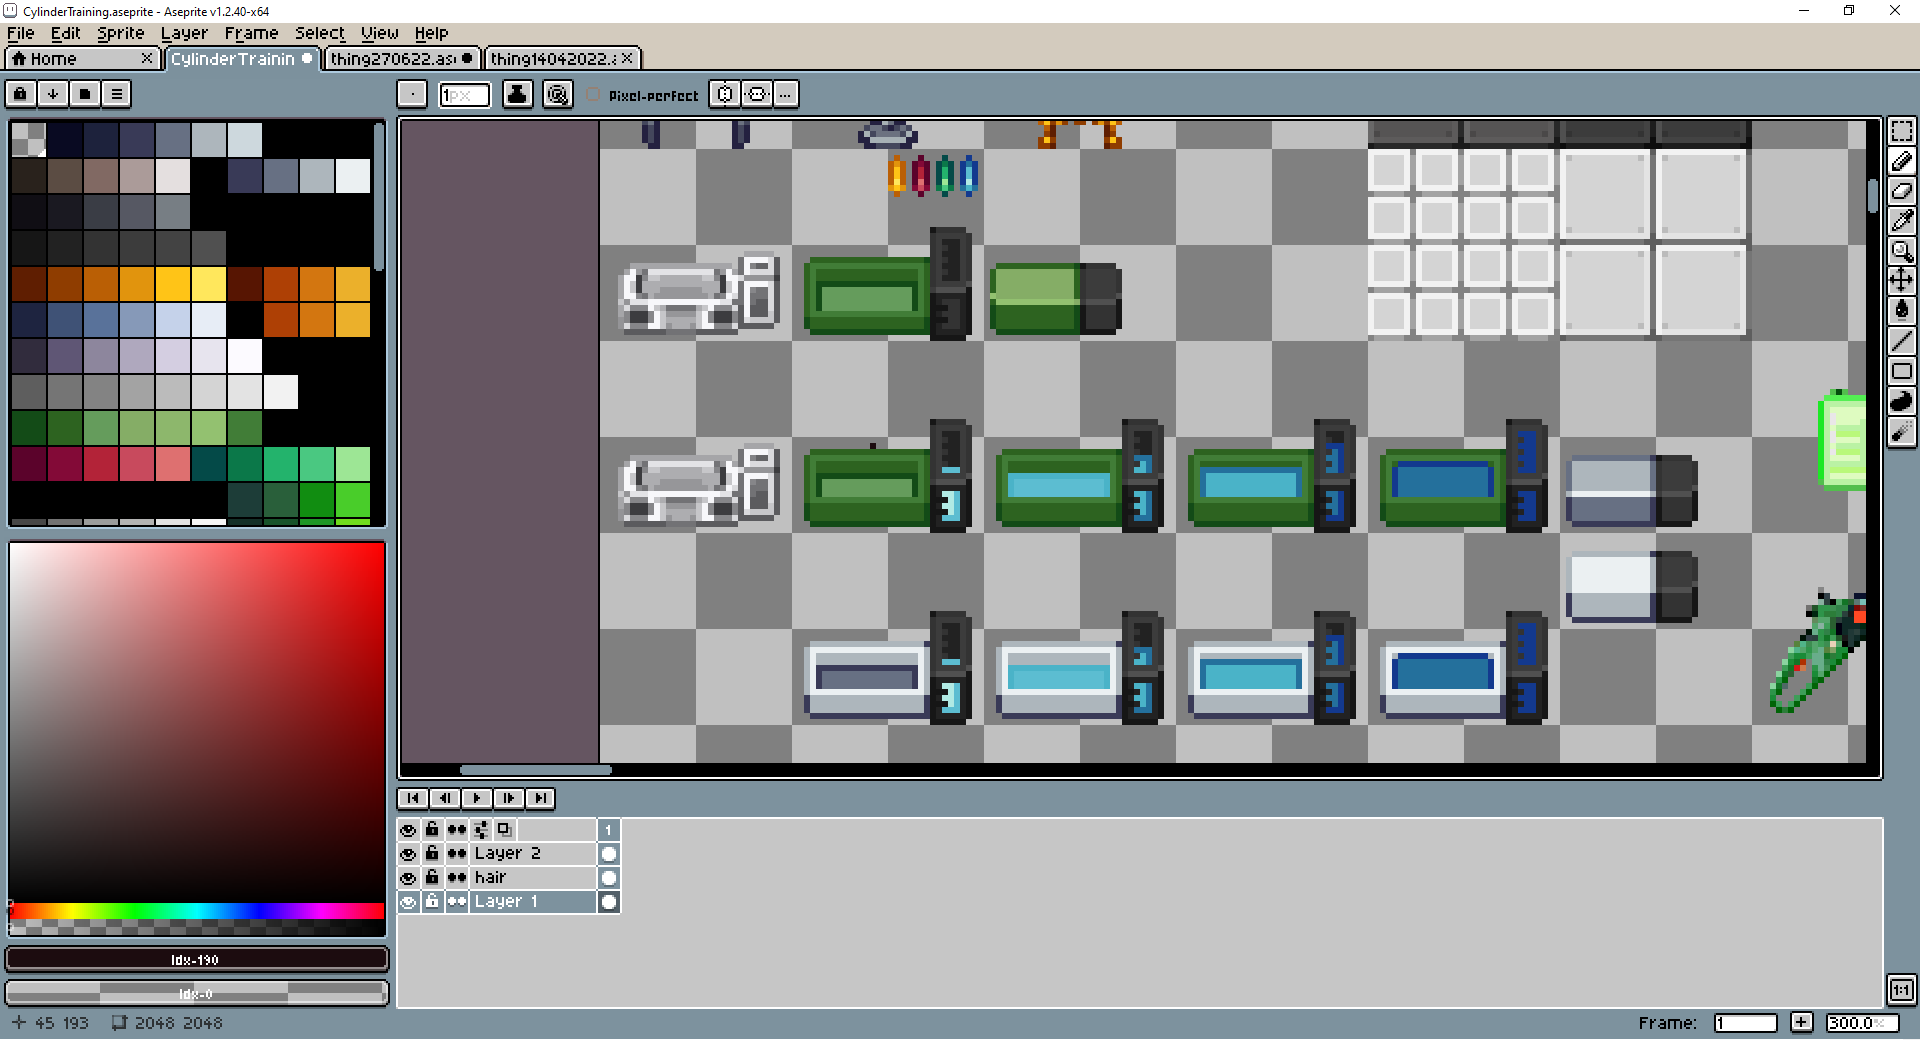 CylinderTraining.aseprite - Aseprite v1.2.40-x64
File Edit Sprite Layer Frame Select View Help
Home CylinderTrainin thing270622.as thing14042022.a
1px Pixel-perfect ...
1
Layer 2
hair
Layer 1
Idx-190
Idx-0
45 193 2048 2048 Frame: 1 + 300.0% 1:1